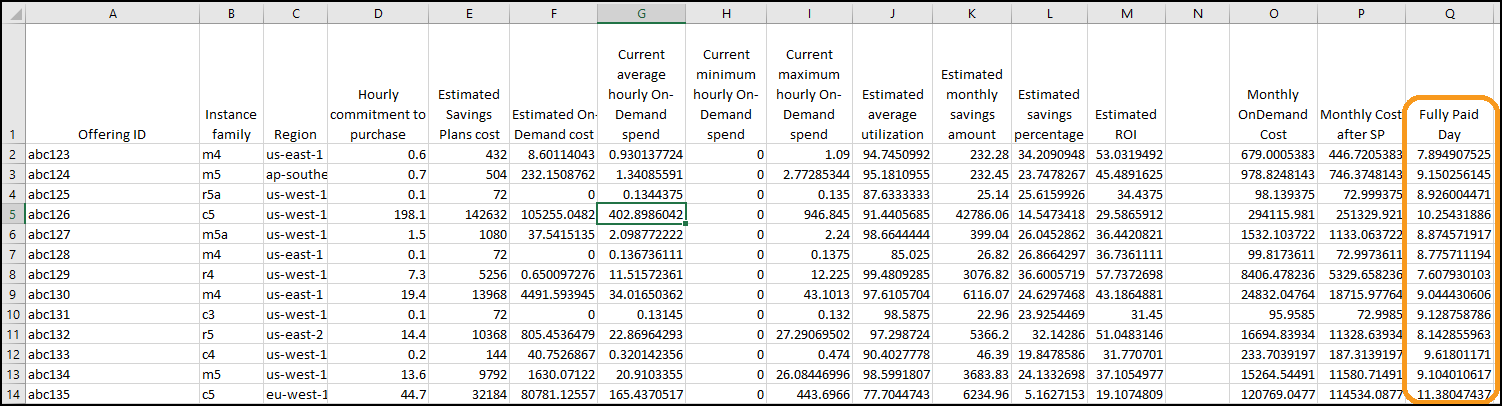 A B C D E F G H I J K L M N O P Q
1 Offering ID Instance family Region Hourly commitment to purchase Estimated Savings Plans cost Estimated On-Demand cost Current average hourly On-Demand spend Current minimum hourly On-Demand spend Current maximum hourly On-Demand spend Estimated average utilization Estimated monthly savings amount Estimated savings percentage Estimated ROI Monthly OnDemand Cost Monthly Cost after SP Fully Paid Day
2 abc123 m4 us-east-1 0.6 432 8.60114043 0.930137724 0 1.09 94.7450992 232.28 34.2090948 53.0319492 679.0005383 446.7205383 7.894907525
3 abc124 m5 ap-southe 0.7 504 232.1508762 1.34085591 0 2.77285344 95.1810955 232.45 23.7478267 45.4891625 978.8248143 746.3748143 9.150256145
4 abc125 r5a us-west-1 0.1 72 0 0.1344375 0 0.135 87.6333333 25.14 25.6159926 34.4375 98.139375 72.999375 8.926004471
5 abc126 c5 us-west-1 198.1 142632 105255.0482 402.8986042 0 946.845 91.4405685 42786.06 14.5473418 29.5865912 294115.981 251329.921 10.25431886
6 abc127 m5a us-west-1 1.5 1080 37.5415135 2.098772222 0 2.24 98.6644444 399.04 26.0452862 36.4420821 1532.103722 1133.063722 8.874571917
7 abc128 m4 us-east-1 0.1 72 0 0.136736111 0 0.1375 85.025 26.82 26.8664297 36.7361111 99.8173611 72.9973611 8.775711194
8 abc129 r4 us-west-1 7.3 5256 0.650097276 11.51572361 0 12.225 99.4809285 3076.82 36.6005719 57.7372698 8406.478236 5329.658236 7.607930103
9 abc130 m4 us-east-1 19.4 13968 4491.593945 34.01650362 0 43.1013 97.6105704 6116.07 24.6297468 43.1864881 24832.04764 18715.97764 9.044430606
10 abc131 c3 us-west-1 0.1 72 0 0.13145 0 0.132 98.5875 22.96 23.9254469 31.45 95.9585 72.9985 9.128758786
11 abc132 r5 us-east-2 14.4 10368 805.4536479 22.86964293 0 27.29069502 97.298724 5366.2 32.14286 51.0483146 16694.83934 11328.63934 8.142855963
12 abc133 c4 us-west-1 0.2 144 40.7526867 0.320142356 0 0.474 90.4027778 46.39 19.8478586 31.770701 233.7039197 187.3139197 9.61801171
13 abc134 m5 us-west-1 13.6 9792 1630.07122 20.9103355 0 26.08446996 98.5991807 3683.83 24.1332698 37.1054977 15264.54491 11580.71491 9.104010617
14 abc135 c5 eu-west-1 44.7 32184 80781.12557 165.4370517 0 443.6966 77.7044743 6234.96 5.1627153 19.1074809 120769.0477 114534.0877 11.38047437